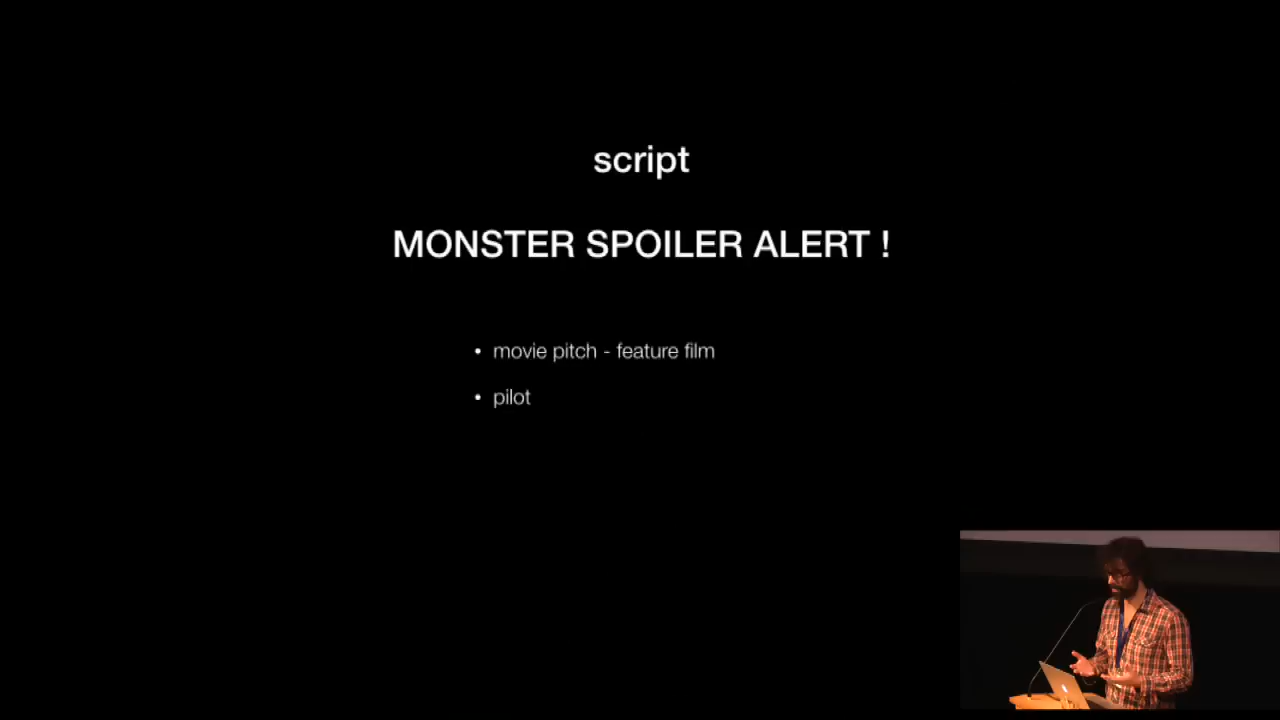 script
MONSTER SPOILER ALERT !
• movie pitch - feature film
• pilot